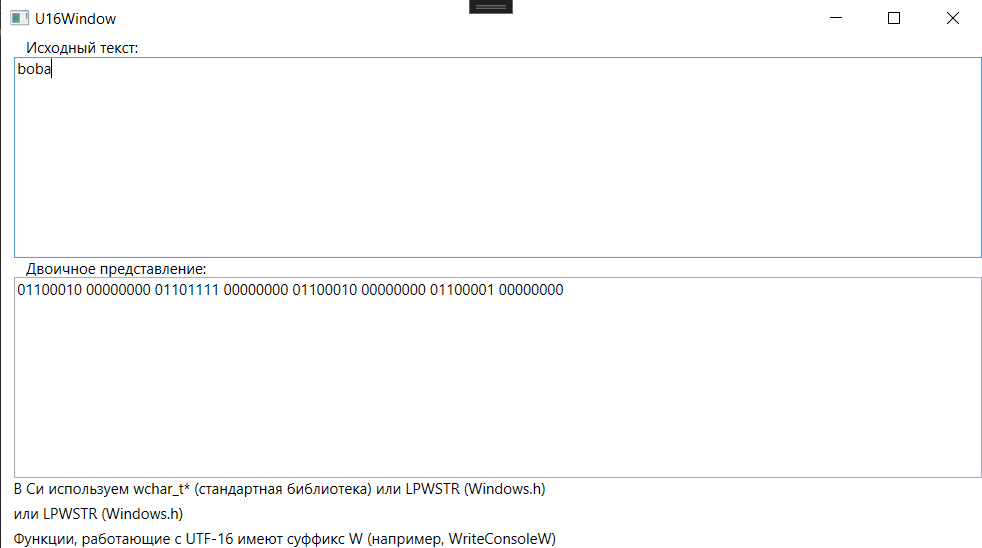 U16Window
Исходный текст:
boba
Двоичное представление:
01100010 00000000 01101111 00000000 01100010 00000000 01100001 00000000
В Си используем wchar_t* (стандартная библиотека) или LPWSTR (Windows.h)
или LPWSTR (Windows.h)
Функции, работающие с UTF-16 имеют суффикс W (например, WriteConsoleW)